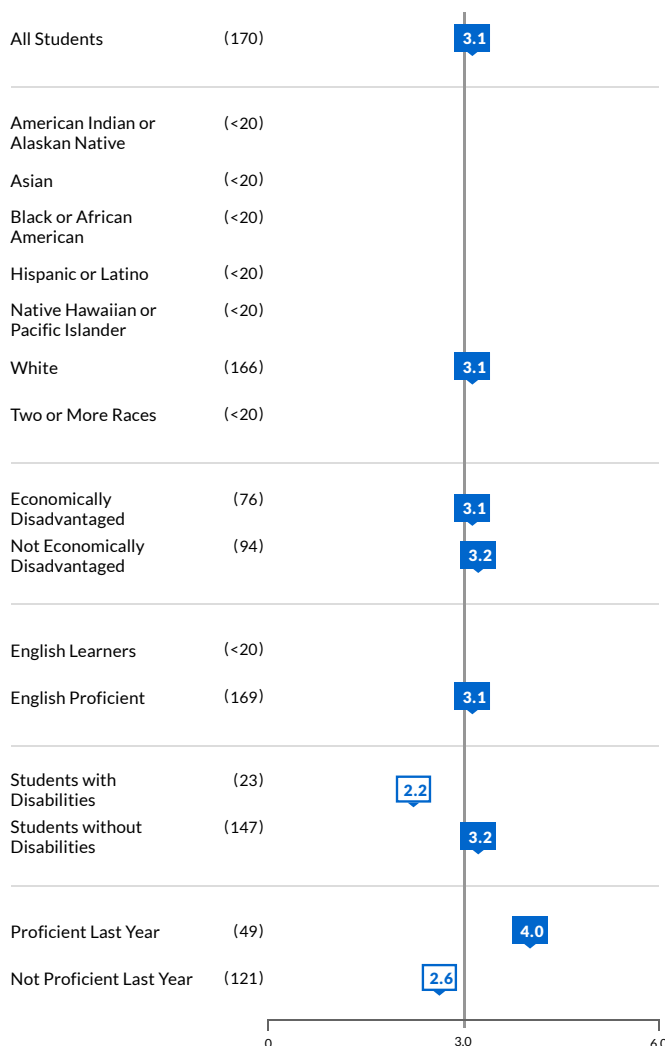 All Students (170) 3.1
American Indian or (<20)
Alaskan Native
Asian (<20)
Black or African (<20)
American
Hispanic or Latino (<20)
Native Hawaiian or (<20)
Pacific Islander
White (166) 3.1
Two or More Races (<20)
Economically (76) 3.1
Disadvantaged
Not Economically (94) 3.2
Disadvantaged
English Learners (<20)
English Proficient (169) 3.1
Students with (23) 2.2
Disabilities
Students without (147) 3.2
Disabilities
Proficient Last Year (49) 4.0
Not Proficient Last Year (121) 2.6
0 3.0 6.0